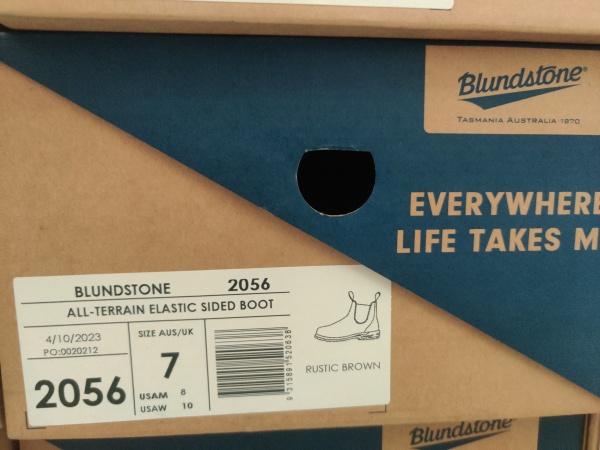 Blundstone®
TASMANIA AUSTRALIA 1870
EVERYWHERE
LIFE TAKES M
BLUNDSTONE 2056
ALL-TERRAIN ELASTIC SIDED BOOT
4/10/2023
PO:0020212
2056
SIZE AUS/UK
7
USAM 8
USAW 10
9315891520636
RUSTIC BROWN
Blundstone